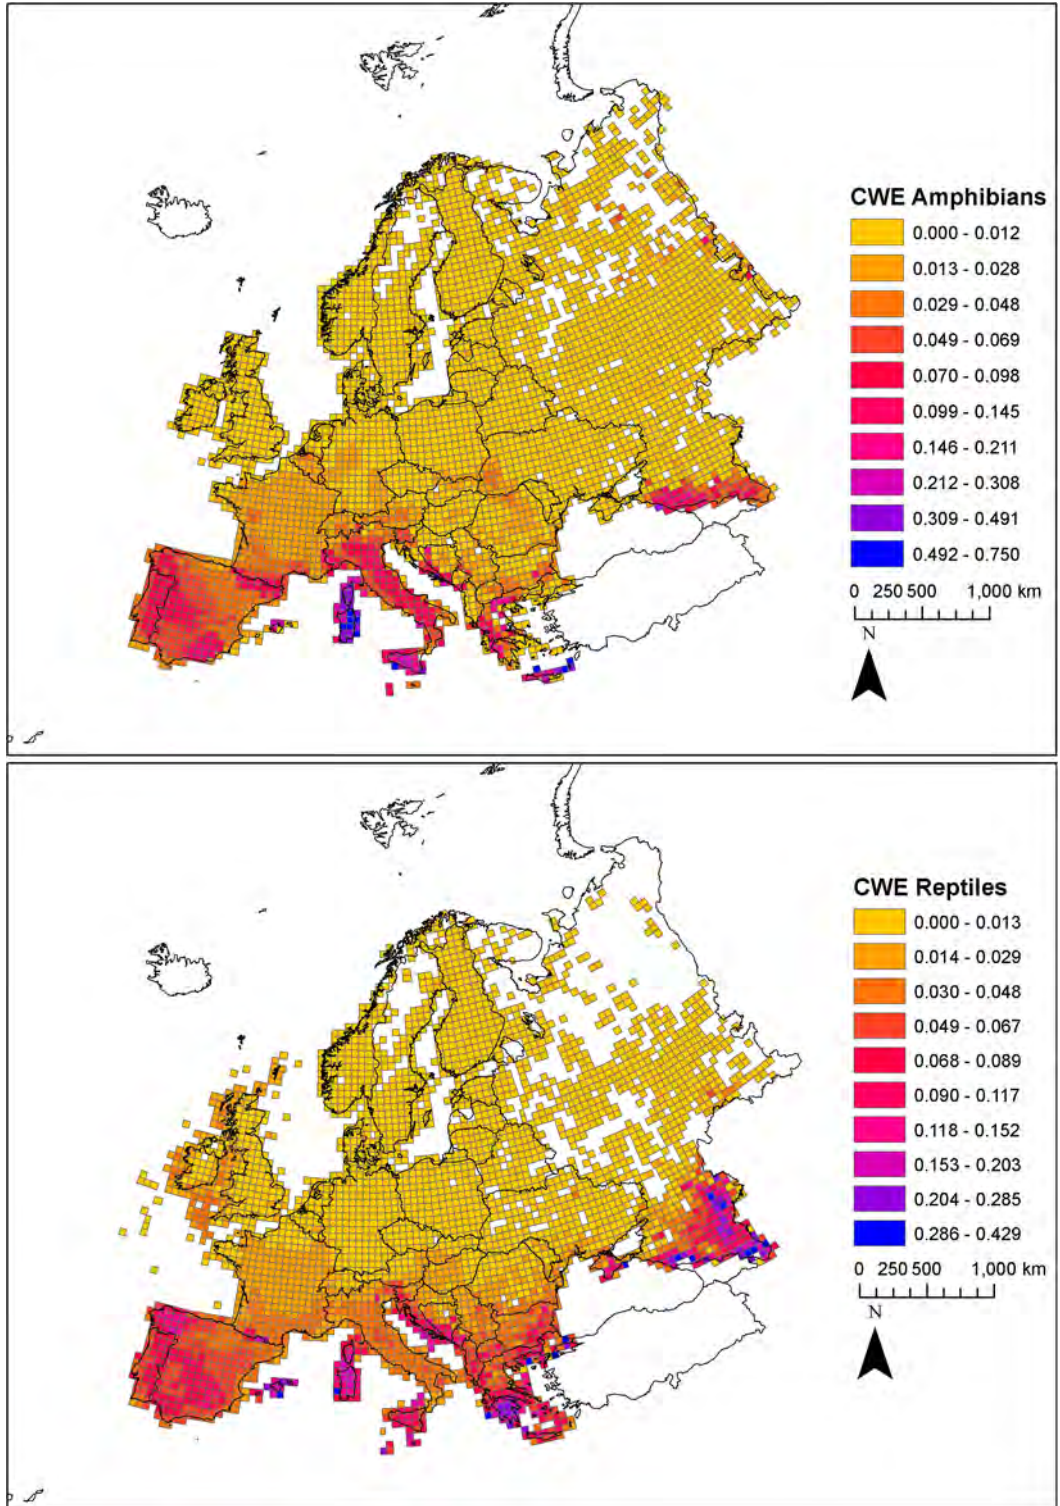 CWE Amphibians
0.000 - 0.012
0.013 - 0.028
0.029 - 0.048
0.049 - 0.069
0.070 - 0.098
0.099 - 0.145
0.146 - 0.211
0.212 - 0.308
0.309 - 0.491
0.492 - 0.750
0 250 500 1,000 km
N
CWE Reptiles
0.000 - 0.013
0.014 - 0.029
0.030 - 0.048
0.049 - 0.067
0.068 - 0.089
0.090 - 0.117
0.118 - 0.152
0.153 - 0.203
0.204 - 0.285
0.286 - 0.429
0 250 500 1,000 km
N